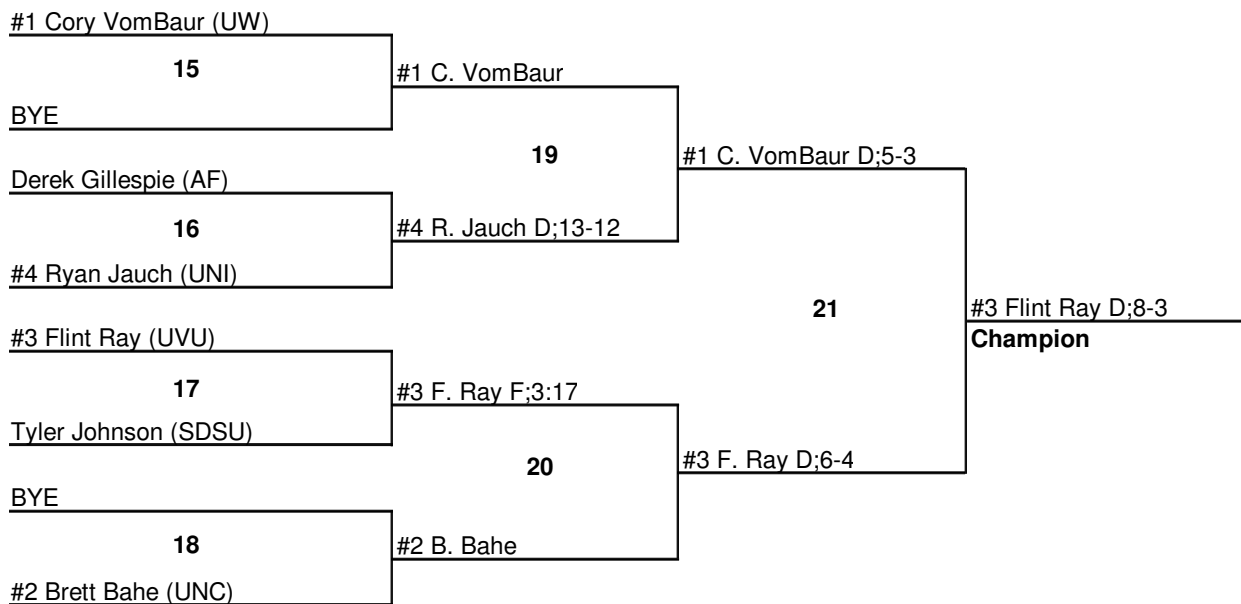 #1 Cory VomBaur (UW)
15
BYE
#1 C. VomBaur
Derek Gillespie (AF)
16
#4 Ryan Jauch (UNI)
#4 R. Jauch D;13-12
19
#1 C. VomBaur D;5-3
#3 Flint Ray (UVU)
17
Tyler Johnson (SDSU)
#3 F. Ray F;3:17
BYE
18
#2 Brett Bahe (UNC)
#2 B. Bahe
20
#3 F. Ray D;6-4
21
#3 Flint Ray D;8-3
Champion